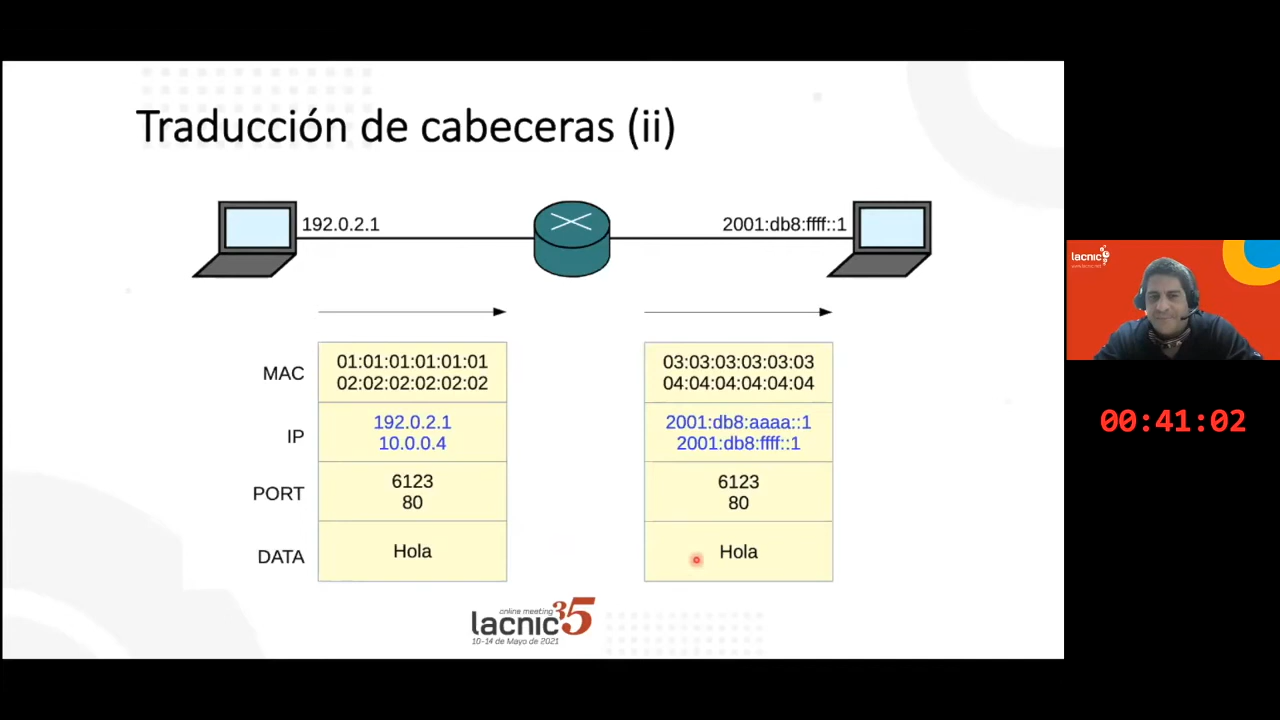 Traducción de cabeceras (ii)
192.0.2.1
2001:db8:ffff::1
MAC
01:01:01:01:01:01
02:02:02:02:02:02
03:03:03:03:03:03
04:04:04:04:04:04
IP
192.0.2.1
10.0.0.4
2001:db8:aaaa::1
2001:db8:ffff::1
PORT
6123
80
6123
80
DATA
Hola
Hola
online meeting
lacnic35
10-14 de Mayo de 2021
lacnic
www.lacnic.net
00:41:02